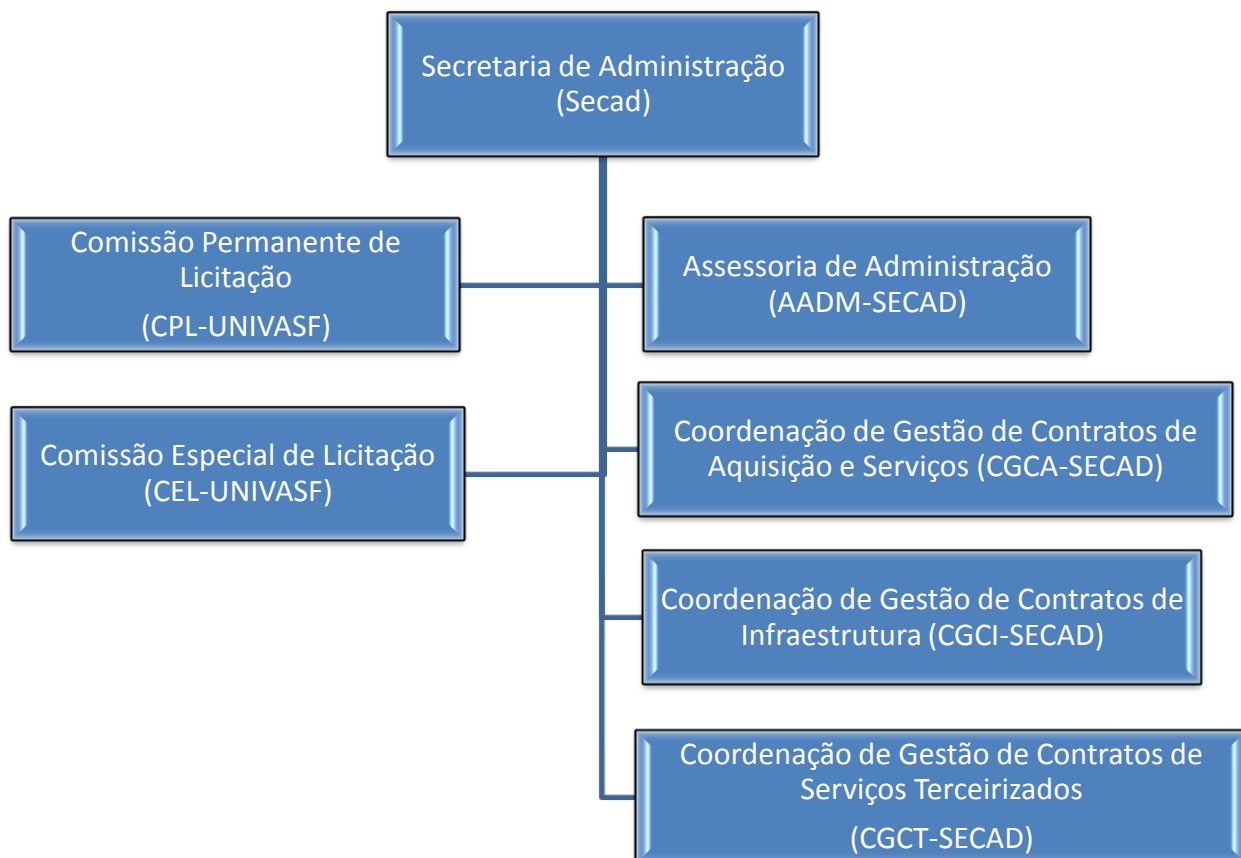 Secretaria de Administração
(Secad)
Comissão Permanente de
Licitação
(CPL-UNIVASF)
Assessoria de Administração
(AADM-SECAD)
Comissão Especial de Licitação
(CEL-UNIVASF)
Coordenação de Gestão de Contratos de
Aquisição e Serviços (CGCA-SECAD)
Coordenação de Gestão de Contratos de
Infraestrutura (CGCI-SECAD)
Coordenação de Gestão de Contratos de
Serviços Terceirizados
(CGCT-SECAD)